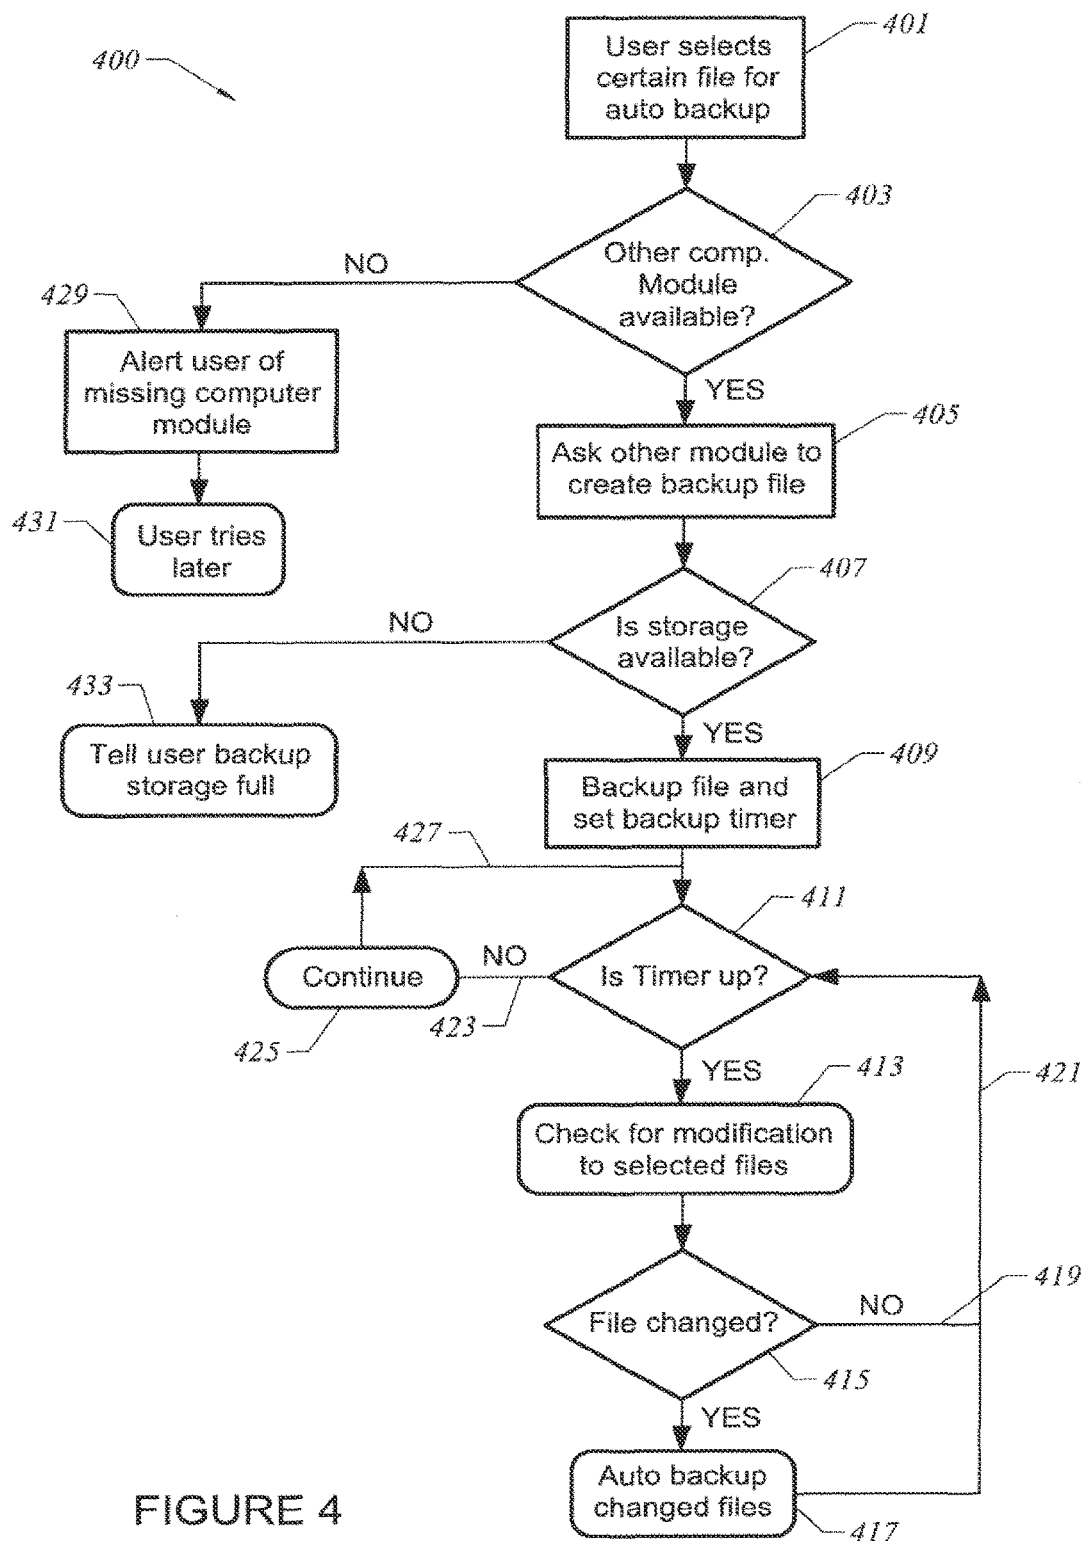 401
User selects
certain file for
auto backup
400
403
Other comp.
Module
available?
NO
429
Alert user of
missing computer
module
YES
405
Ask other module to
create backup file
431
User tries
later
407
Is storage
available?
NO
433
Tell user backup
storage full
YES
409
Backup file and
set backup timer
427
411
Is Timer up?
NO
Continue
423
425
YES
413
421
Check for modification
to selected files
419
File changed?
NO
415
YES
Auto backup
changed files
417
FIGURE 4